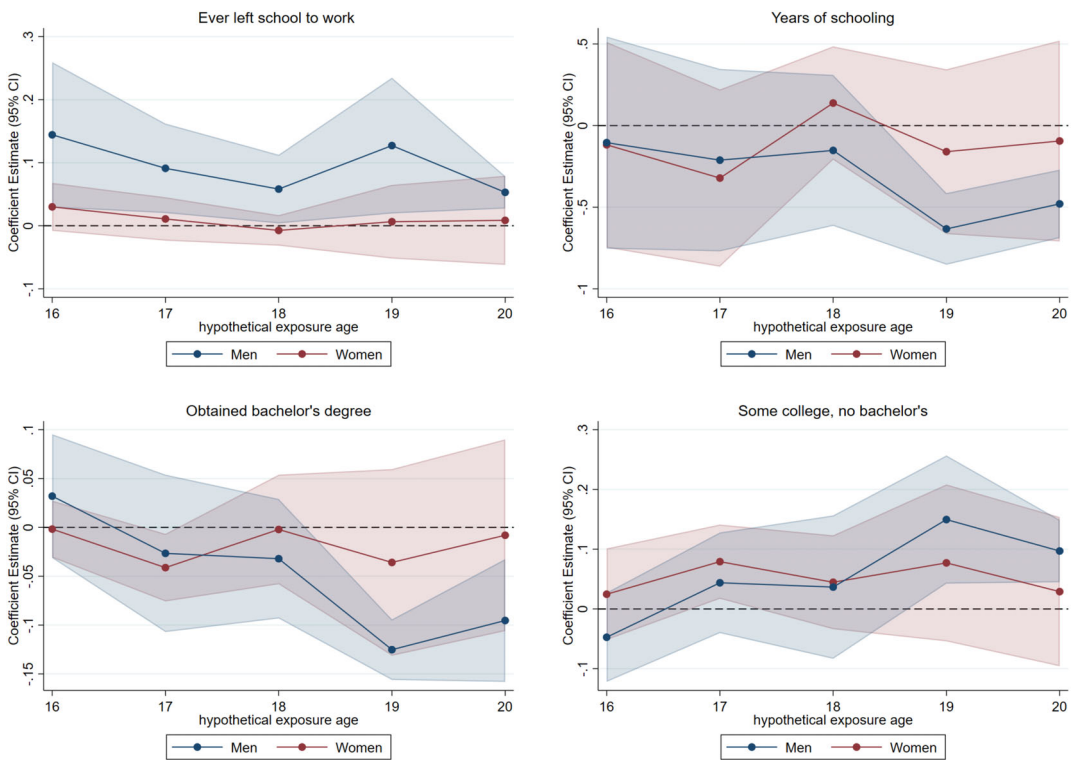 Ever left school to work
Coefficient Estimate (95% CI)
.3
.2
.1
0
-.1
16 17 18 19 20
hypothetical exposure age
Men Women
Years of schooling
Coefficient Estimate (95% CI)
.5
0
-.5
-1
16 17 18 19 20
hypothetical exposure age
Men Women
Obtained bachelor's degree
Coefficient Estimate (95% CI)
.1
.05
0
-.05
-.1
-.15
16 17 18 19 20
hypothetical exposure age
Men Women
Some college, no bachelor's
Coefficient Estimate (95% CI)
.3
.2
.1
0
-.1
16 17 18 19 20
hypothetical exposure age
Men Women